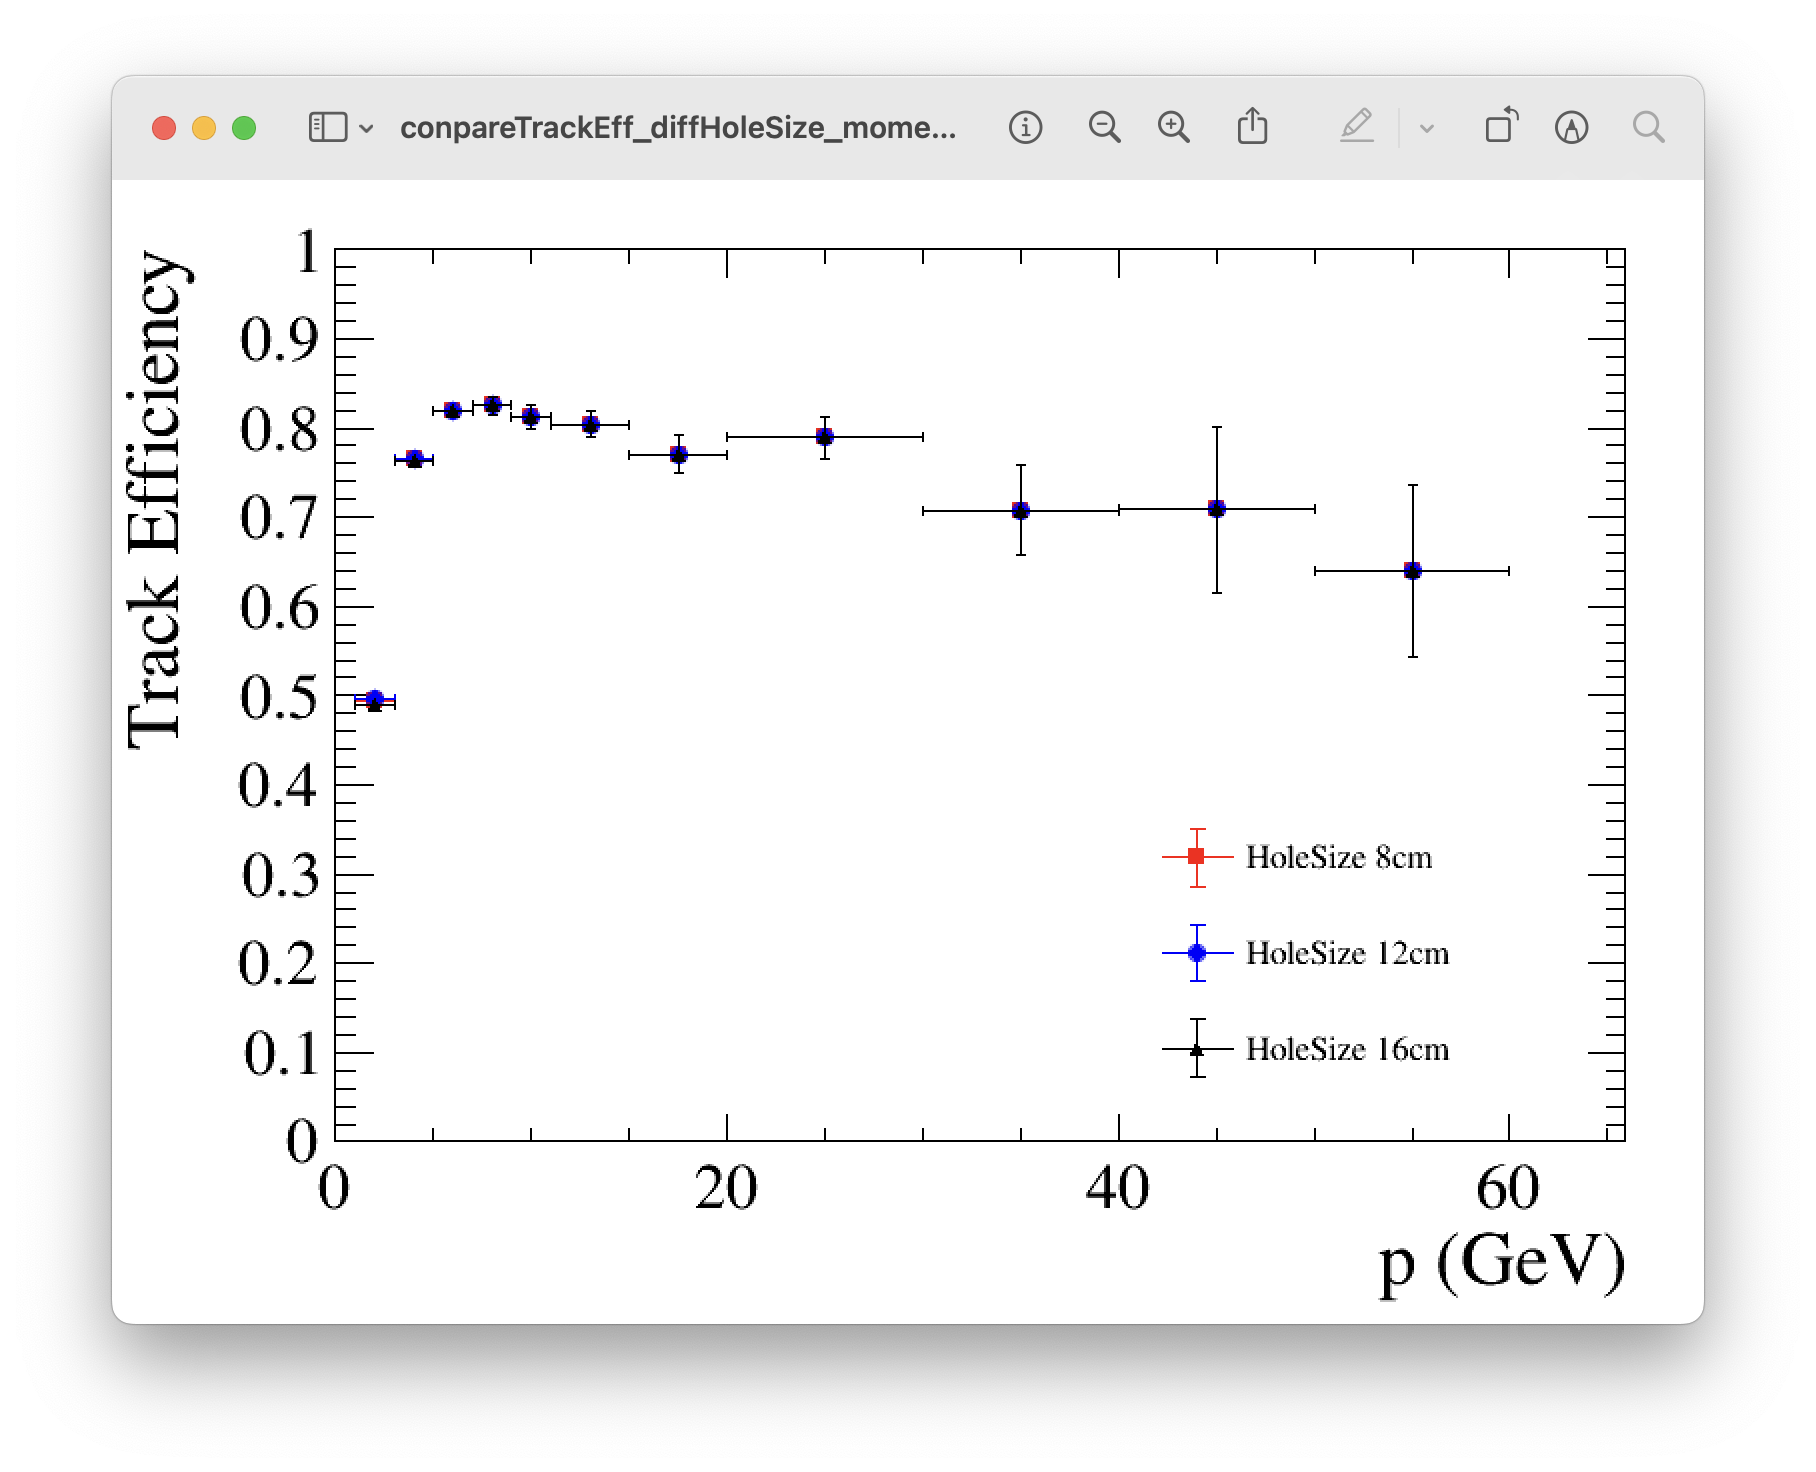 conpareTrackEff_diffHoleSize_mome...
Track Efficiency
1
0.9
0.8
0.7
0.6
0.5
0.4
0.3
0.2
0.1
0
HoleSize 8cm
HoleSize 12cm
HoleSize 16cm
0 20 40 60
p (GeV)